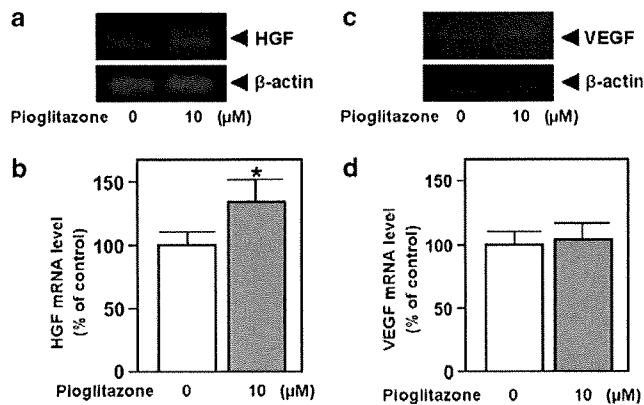 a
HGF
β-actin
Pioglitazone 0 10 (μM)
b
HGF mRNA level
(% of control)
150
100
50
0
*
Pioglitazone 0 10 (μM)
c
VEGF
β-actin
Pioglitazone 0 10 (μM)
d
VEGF mRNA level
(% of control)
150
100
50
0
Pioglitazone 0 10 (μM)